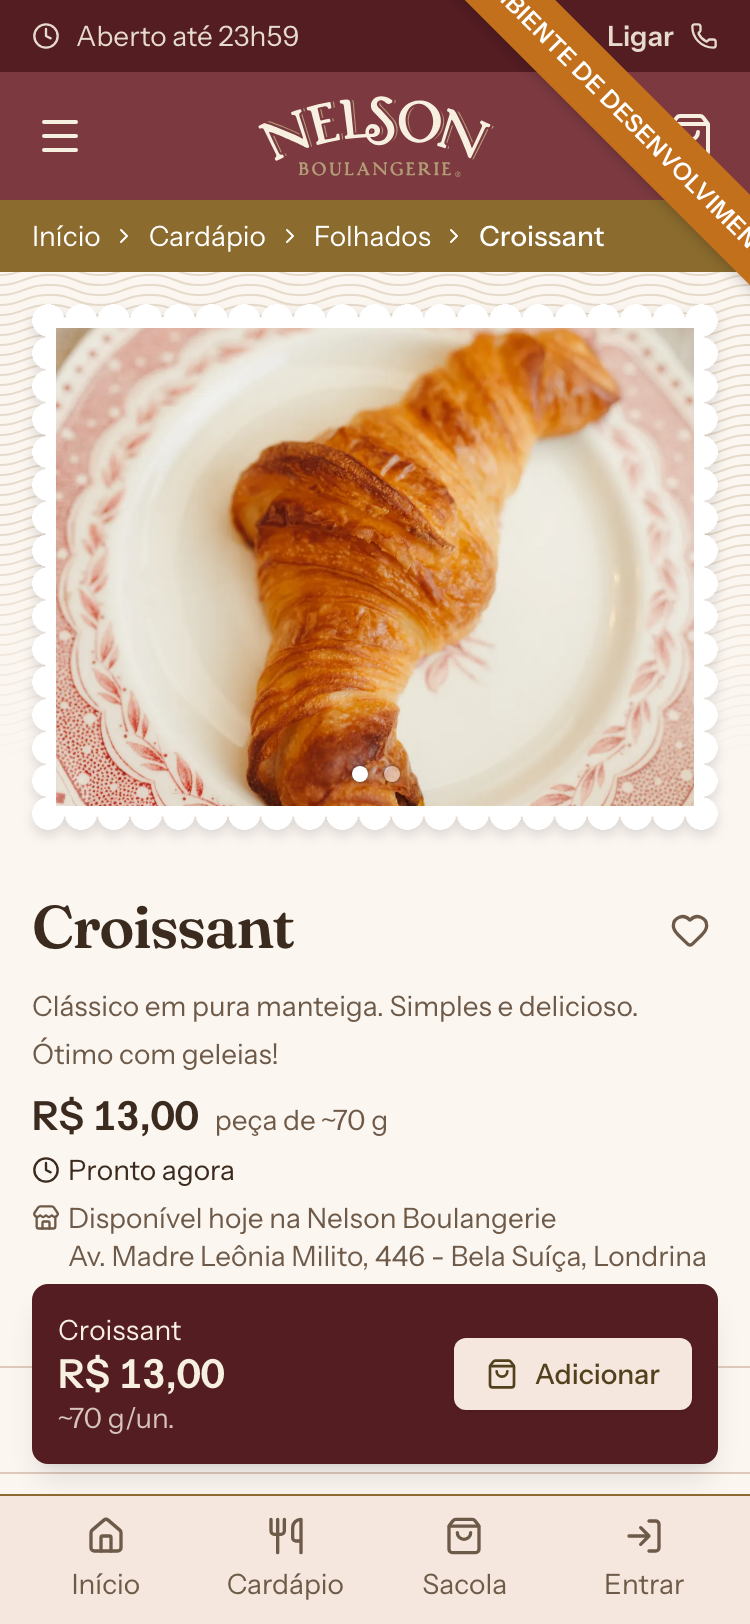 Aberto até 23h59
Ligar
NELSON
BOULANGERIE
Início > Cardápio > Folhados > Croissant
Croissant
Clássico em pura manteiga. Simples e delicioso.
Ótimo com geleias!
R$ 13,00 peça de ~70 g
Pronto agora
Disponível hoje na Nelson Boulangerie
Av. Madre Leônia Milito, 446 - Bela Suíça, Londrina
Croissant
R$ 13,00
~70 g/un.
Adicionar
Início
Cardápio
Sacola
Entrar
DE